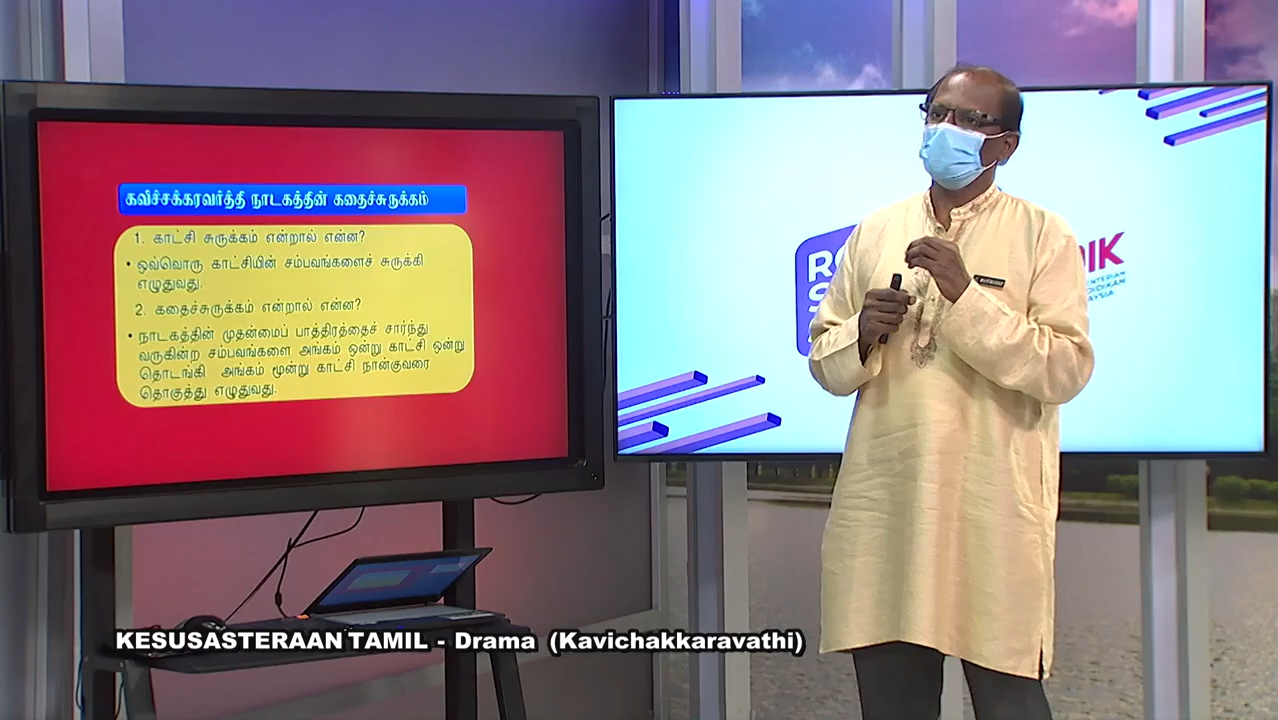 கவிச்சக்கரவர்த்தி நாடகத்தின் கதைச்சுருக்கம்
1. காட்சி சுருக்கம் என்றால் என்ன?
• ஒவ்வொரு காட்சியின் சம்பவங்களைச் சுருக்கி
எழுதுவது.
2. கதைச்சுருக்கம் என்றால் என்ன?
• நாடகத்தின் முதன்மைப் பாத்திரத்தைச் சார்ந்து
வருகின்ற சம்பவங்களை அங்கம் ஒன்று காட்சி ஒன்று
தொடங்கி அங்கம் மூன்று காட்சி நான்குவரை
தொகுத்து எழுதுவது.
KESUSASTERAAN TAMIL - Drama (Kavichakkaravathi)